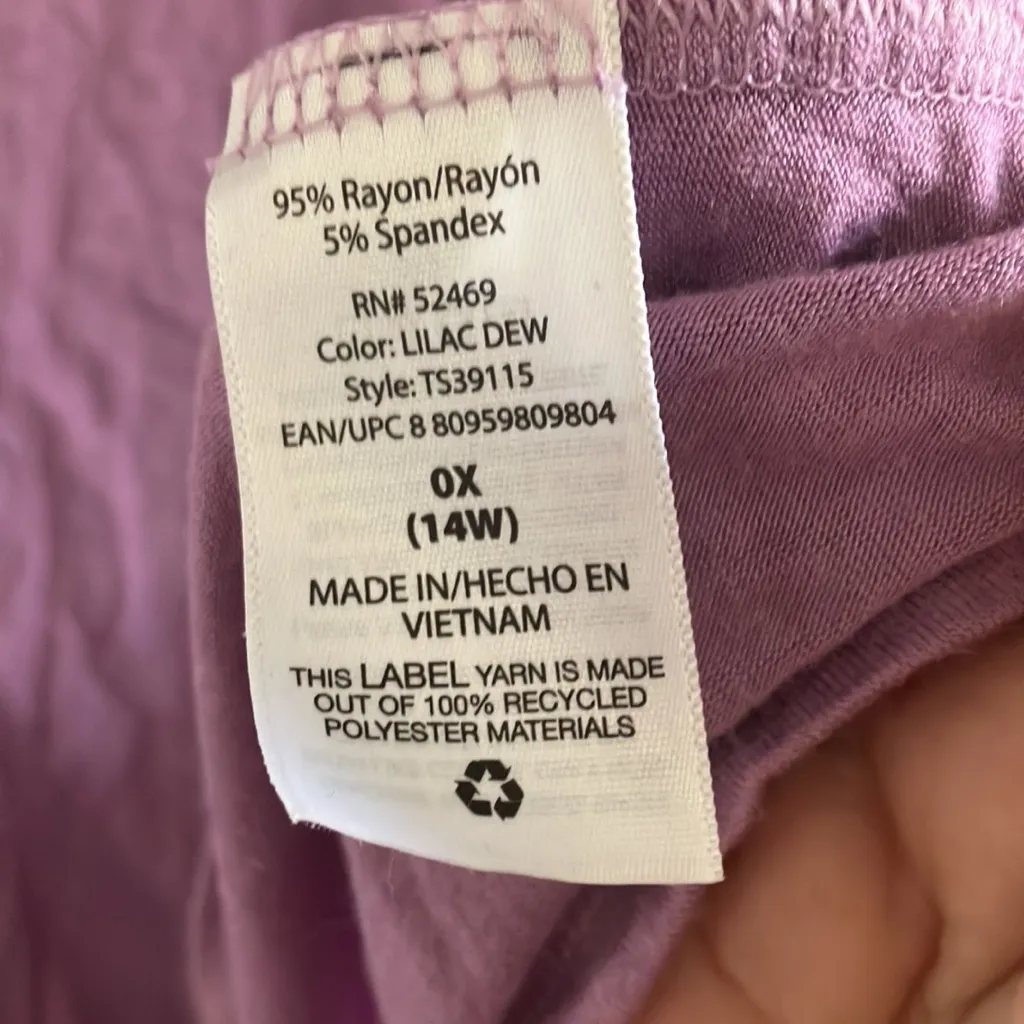 95% Rayon/Rayón
5% Spandex
RN# 52469
Color: LILAC DEW
Style: TS39115
EAN/UPC 8 80959809804
0X
(14W)
MADE IN/HECHO EN
VIETNAM
THIS LABEL YARN IS MADE
OUT OF 100% RECYCLED
POLYESTER MATERIALS